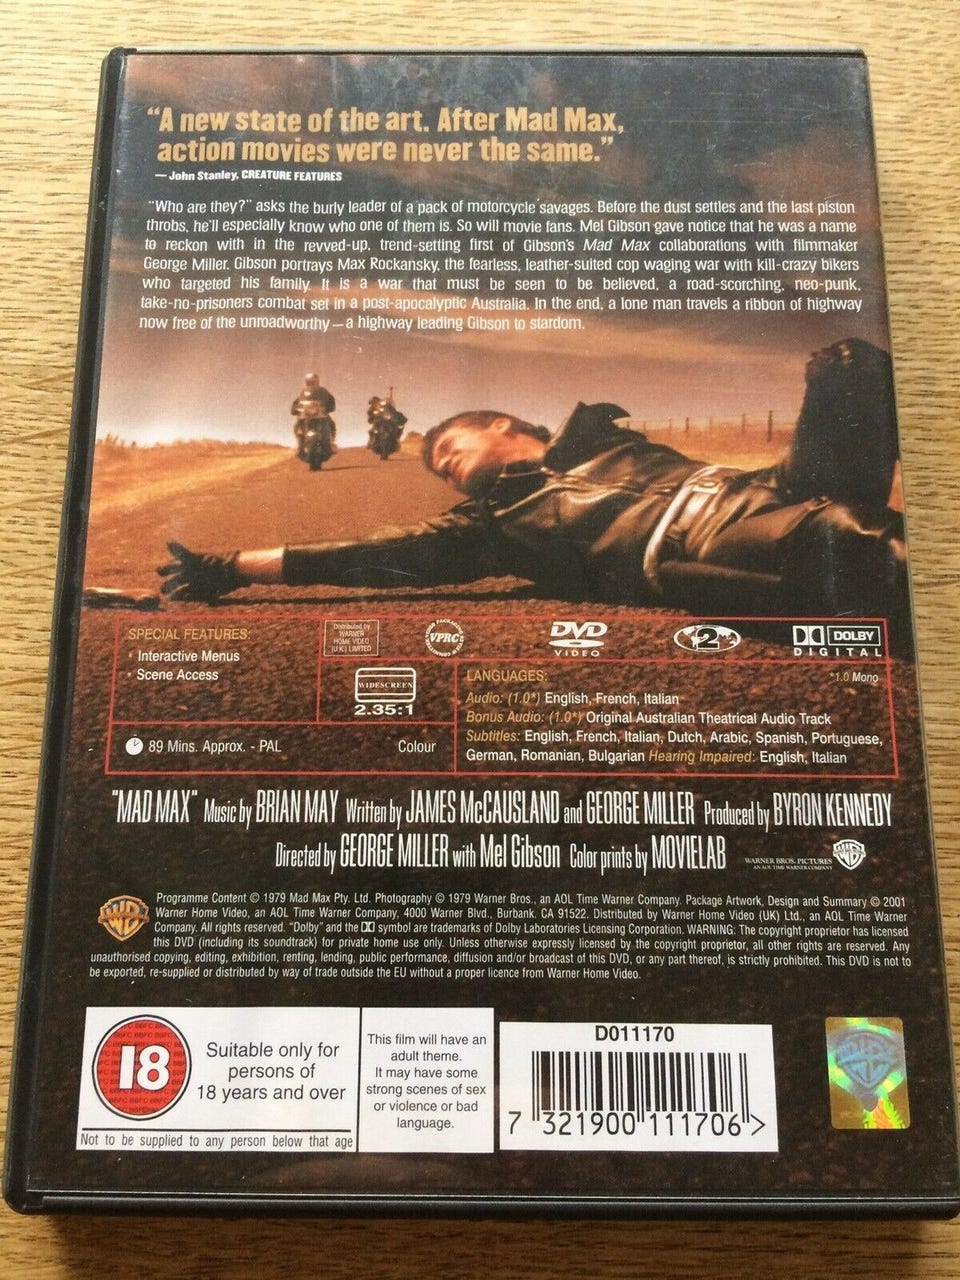 “A new state of the art. After Mad Max,
action movies were never the same.”
— John Stanley, CREATURE FEATURES
“Who are they?” asks the burly leader of a pack of motorcycle savages. Before the dust settles and the last piston
throbs, he'll especially know who one of them is. So will movie fans. Mel Gibson gave notice that he was a name
to reckon with in the revved-up, trend-setting first of Gibson's Mad Max collaborations with filmmaker
George Miller. Gibson portrays Max Rockansky, the fearless, leather-suited cop waging war with kill-crazy bikers
who targeted his family. It is a war that must be seen to be believed, a road-scorching, neo-punk,
take-no-prisoners combat set in a post-apocalyptic Australia. In the end, a lone man travels a ribbon of highway
now free of the unroadworthy – a highway leading Gibson to stardom.
SPECIAL FEATURES:
• Interactive Menus
• Scene Access
Distributed by
WARNER
HOME VIDEO
(U.K.) LIMITED
VPRC
DVD
VIDEO
2
DOLBY
DIGITAL
WIDESCREEN
2.35:1
LANGUAGES:
*1.0 Mono
Audio: (1.0*) English, French, Italian
Bonus Audio: (1.0*) Original Australian Theatrical Audio Track
Subtitles: English, French, Italian, Dutch, Arabic, Spanish, Portuguese,
German, Romanian, Bulgarian Hearing Impaired: English, Italian
89 Mins. Approx. - PAL
Colour
"MAD MAX" Music by BRIAN MAY Written by JAMES McCAUSLAND and GEORGE MILLER Produced by BYRON KENNEDY
Directed by GEORGE MILLER with Mel Gibson Color prints by MOVIELAB
WARNER BROS. PICTURES
AN AOL TIME WARNER COMPANY
Programme Content © 1979 Mad Max Pty. Ltd. Photography © 1979 Warner Bros., an AOL Time Warner Company. Package Artwork, Design and Summary © 2001
Warner Home Video, an AOL Time Warner Company, 4000 Warner Blvd., Burbank. CA 91522. Distributed by Warner Home Video (UK) Ltd., an AOL Time Warner
Company. All rights reserved. "Dolby" and the symbol are trademarks of Dolby Laboratories Licensing Corporation. WARNING: The copyright proprietor has licensed
this DVD (including its soundtrack) for private home use only. Unless otherwise expressly licensed by the copyright proprietor, all other rights are reserved. Any
unauthorised copying, editing, exhibition, renting, lending, public performance, diffusion and/or broadcast of this DVD, or any part thereof, is strictly prohibited. This DVD is not to
be exported, re-supplied or distributed by way of trade outside the EU without a proper licence from Warner Home Video.
18
Suitable only for
persons of
18 years and over
Not to be supplied to any person below that age
This film will have an
adult theme.
It may have some
strong scenes of sex
or violence or bad
language.
D011170
7 321900 111706 >